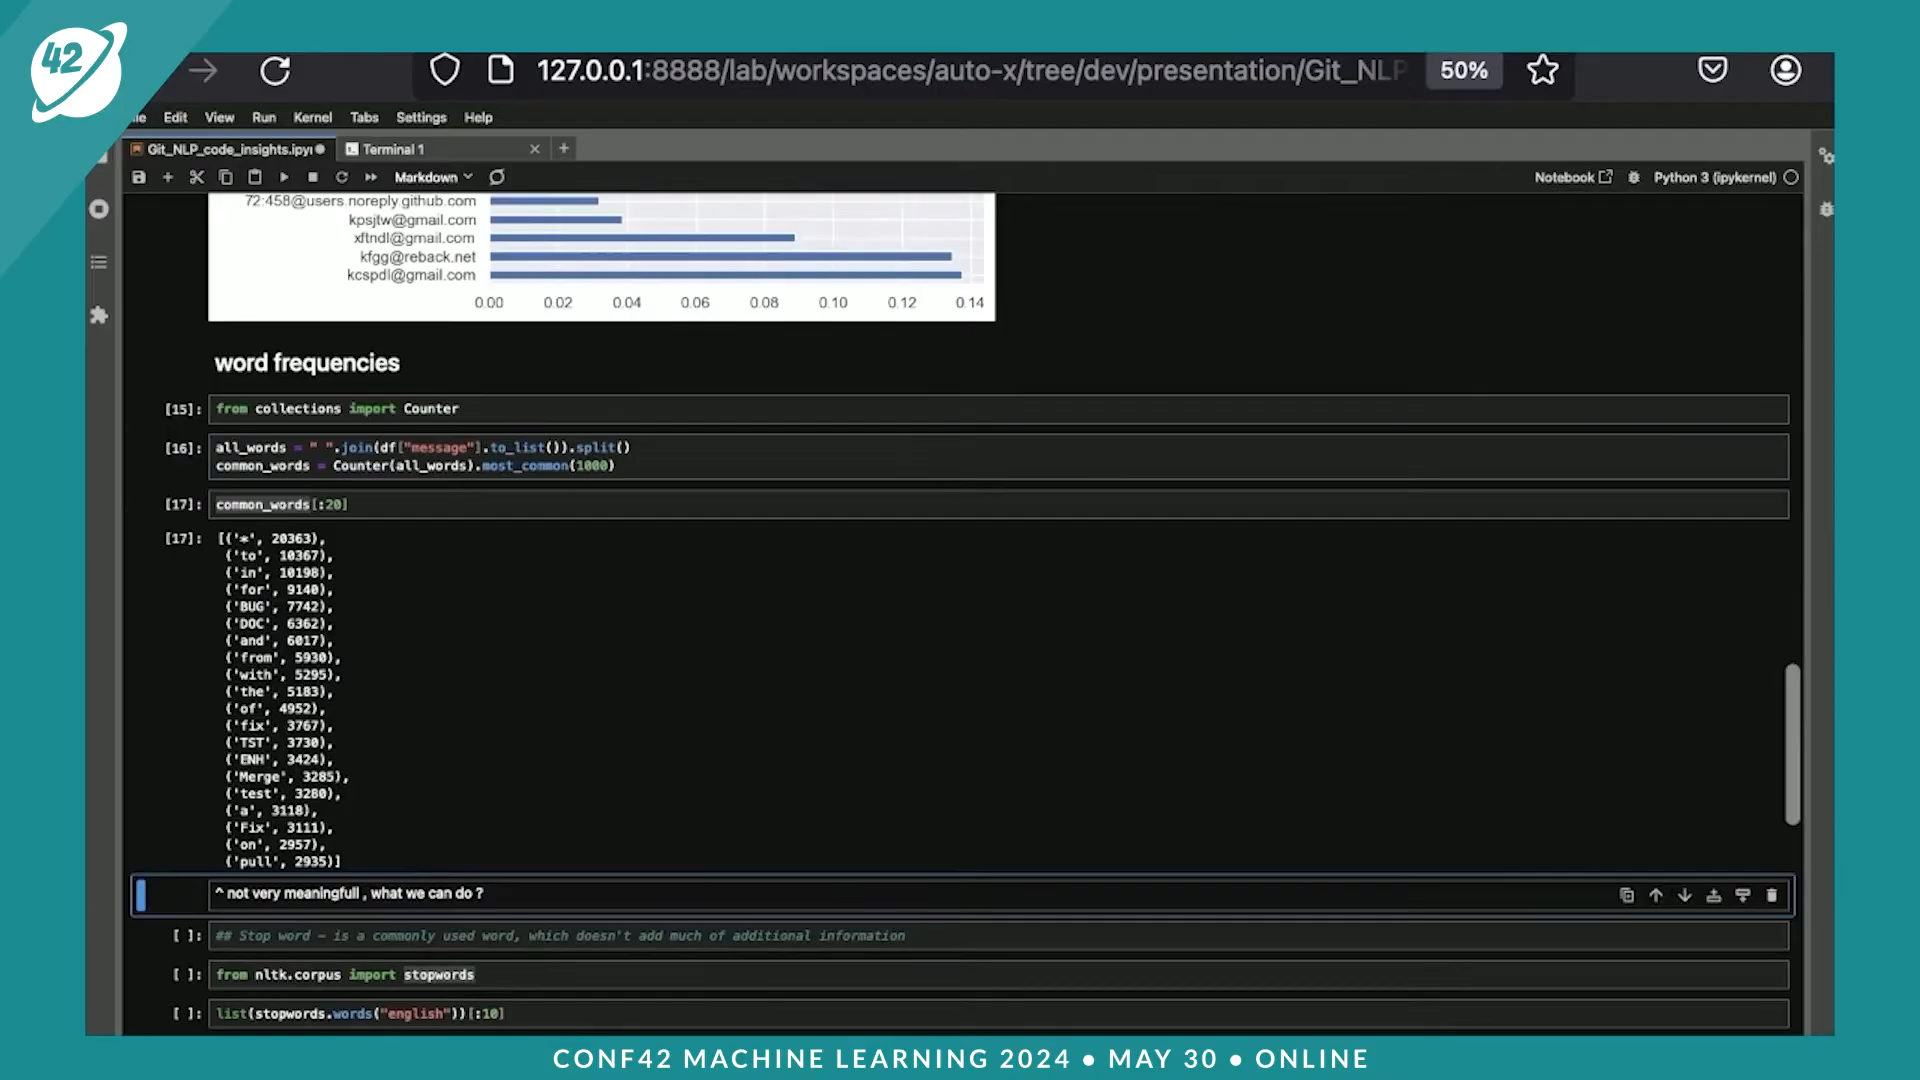 42
127.0.0.1:8888/lab/workspaces/auto-x/tree/dev/presentation/Git_NLP
50%
Edit View Run Kernel Tabs Settings Help
Git_NLP_code_insights.ipy
Terminal 1
Markdown
Notebook
Python 3 (ipykernel)
72:458@users.noreply.github.com
kpsjtw@gmail.com
xftndl@gmail.com
kfgg@reback.net
kcspdl@gmail.com
0.00 0.02 0.04 0.06 0.08 0.10 0.12 0.14
word frequencies
[15]: from collections import Counter
[16]: all_words = " ".join(df["message"].to_list()).split()
common_words = Counter(all_words).most_common(1000)
[17]: common_words[:20]
[17]: [('*', 20363),
('to', 10367),
('in', 10198),
('for', 9140),
('BUG', 7742),
('DOC', 6362),
('and', 6017),
('from', 5930),
('with', 5295),
('the', 5183),
('of', 4952),
('fix', 3767),
('TST', 3730),
('ENH', 3424),
('Merge', 3285),
('test', 3280),
('a', 3118),
('Fix', 3111),
('on', 2957),
('pull', 2935)]
^ not very meaningfull , what we can do ?
[ ]: ## Stop word – is a commonly used word, which doesn't add much of additional information
[ ]: from nltk.corpus import stopwords
[ ]: list(stopwords.words("english"))[:10]
CONF42 MACHINE LEARNING 2024 • MAY 30 • ONLINE